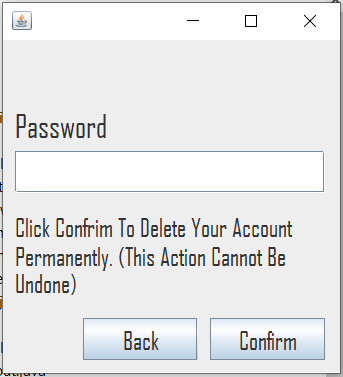 Password
Click Confrim To Delete Your Account
Permanently. (This Action Cannot Be
Undone)
Back
Confirm